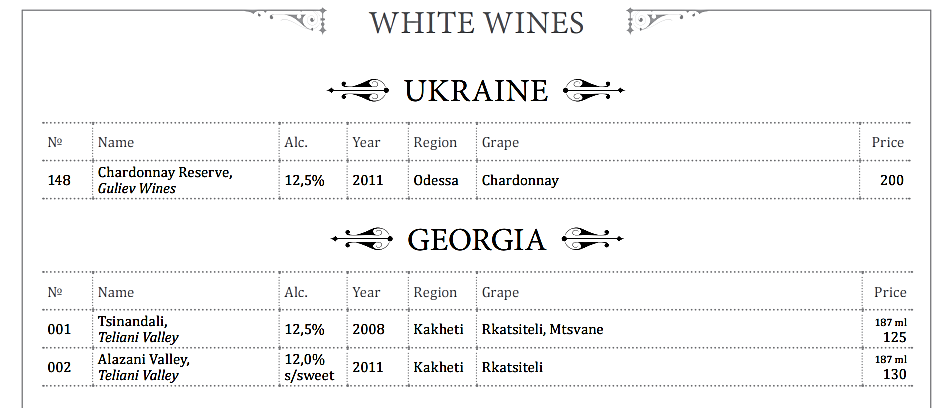 WHITE WINES
UKRAINE
№ Name Alc. Year Region Grape Price
148 Chardonnay Reserve, Guliev Wines 12,5% 2011 Odessa Chardonnay 200
GEORGIA
№ Name Alc. Year Region Grape Price
001 Tsinandali, Teliani Valley 12,5% 2008 Kakheti Rkatsiteli, Mtsvane 187 ml 125
002 Alazani Valley, Teliani Valley 12,0% s/sweet 2011 Kakheti Rkatsiteli 187 ml 130